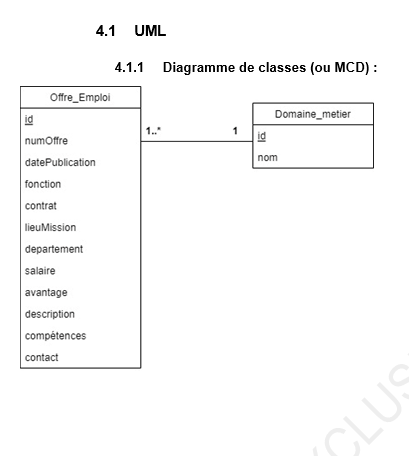 4.1 UML
4.1.1 Diagramme de classes (ou MCD) :
Offre_Emploi
id
numOffre
datePublication
fonction
contrat
lieuMission
departement
salaire
avantage
description
compétences
contact
1..*
1
Domaine_metier
id
nom